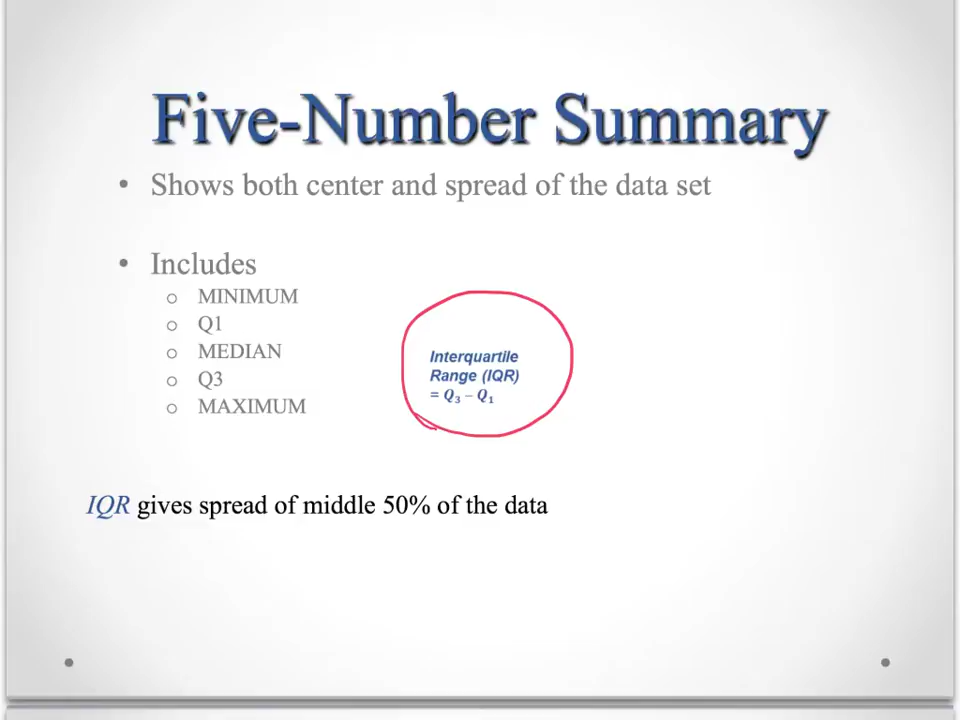 Five-Number Summary
• Shows both center and spread of the data set
• Includes
o MINIMUM
o Q1
o MEDIAN
o Q3
o MAXIMUM
Interquartile
Range (IQR)
= Q₃ – Q₁
IQR gives spread of middle 50% of the data